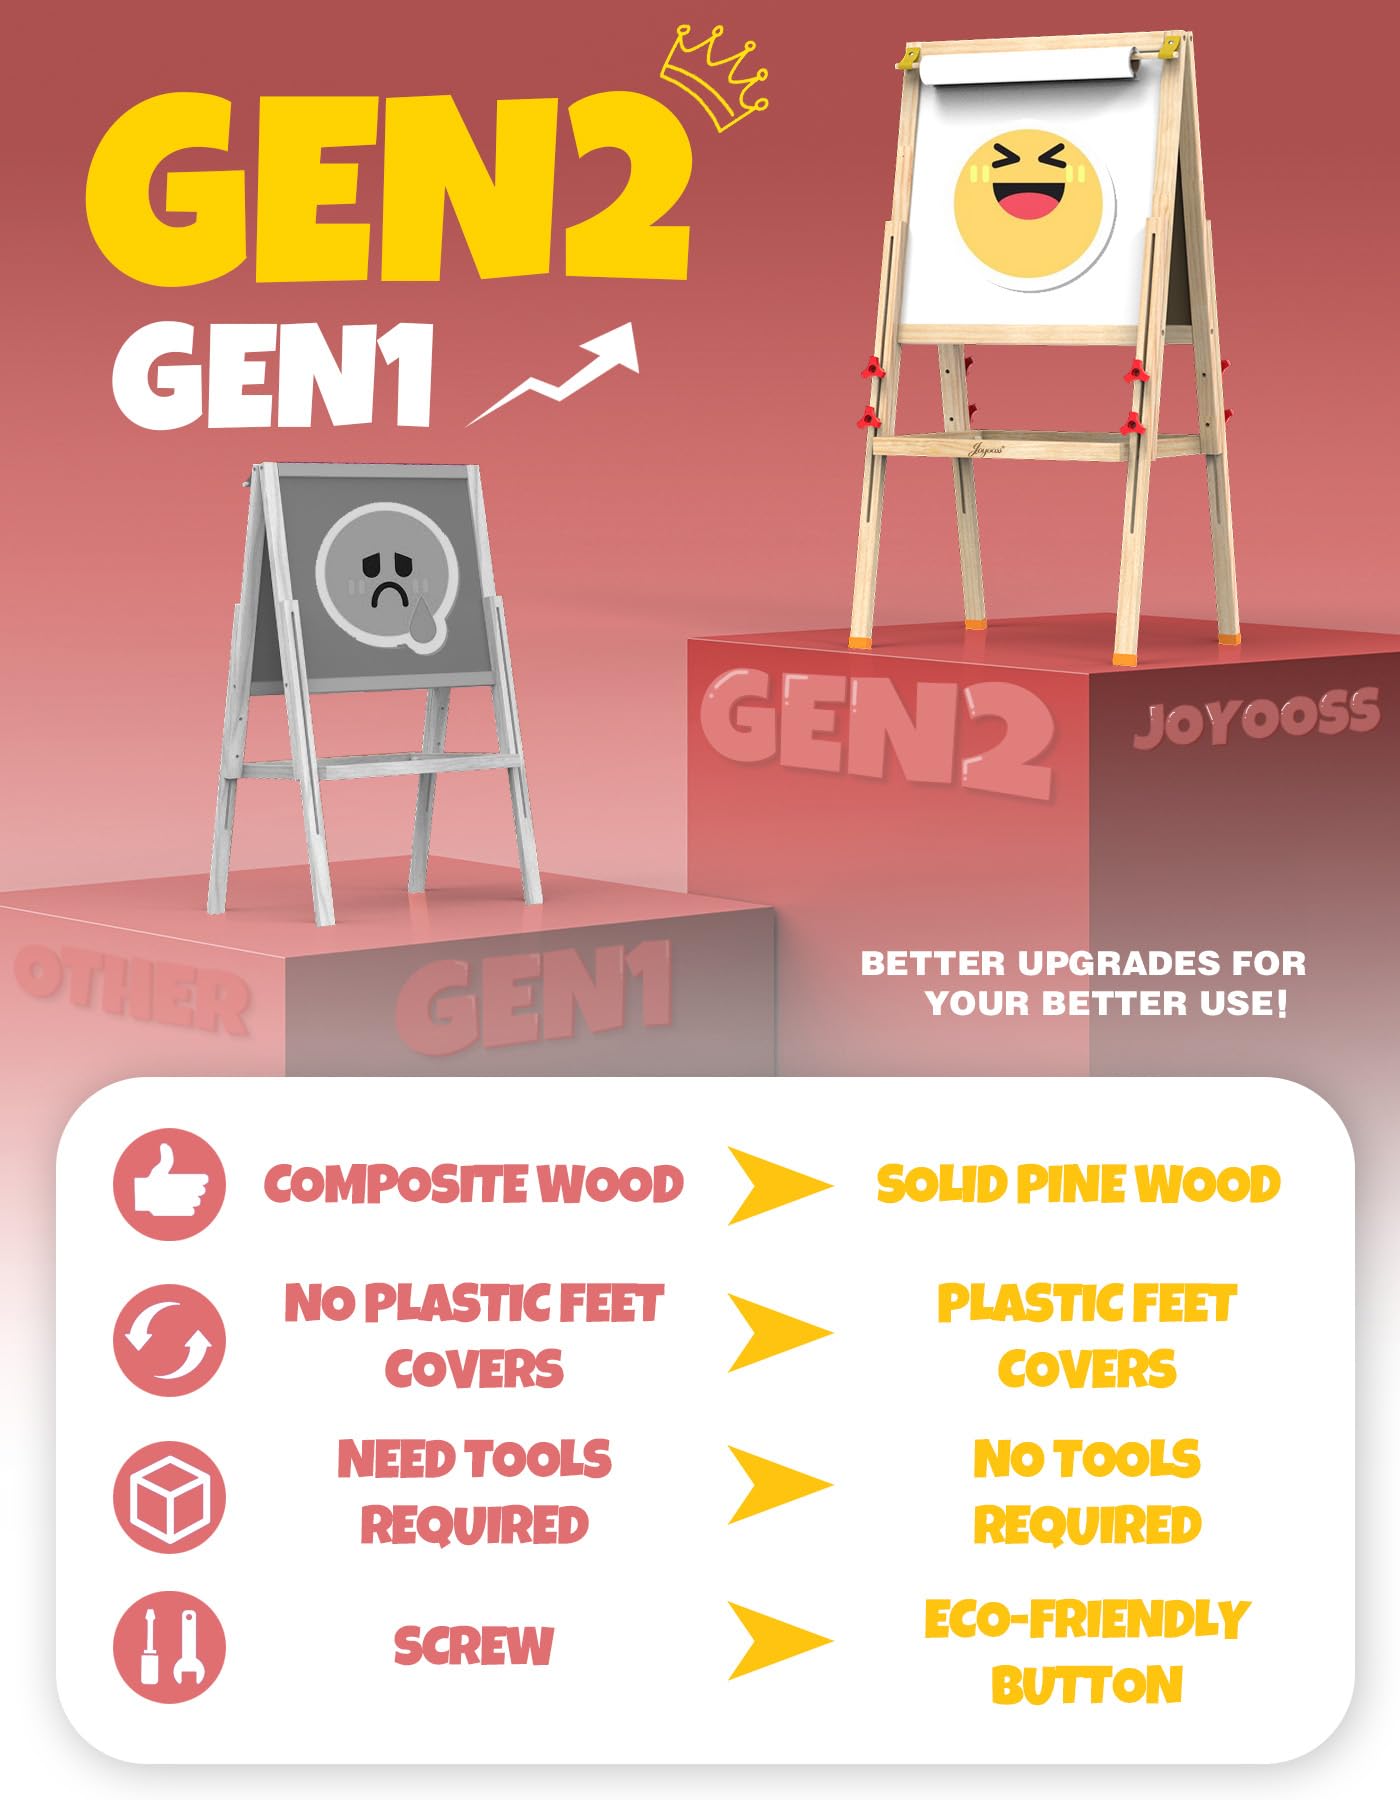 GEN2
GEN1
Joyooss
GEN2
JOYOOSS
OTHER
GEN1
BETTER UPGRADES FOR
YOUR BETTER USE!
COMPOSITE WOOD
SOLID PINE WOOD
NO PLASTIC FEET
COVERS
PLASTIC FEET
COVERS
NEED TOOLS
REQUIRED
NO TOOLS
REQUIRED
SCREW
ECO-FRIENDLY
BUTTON